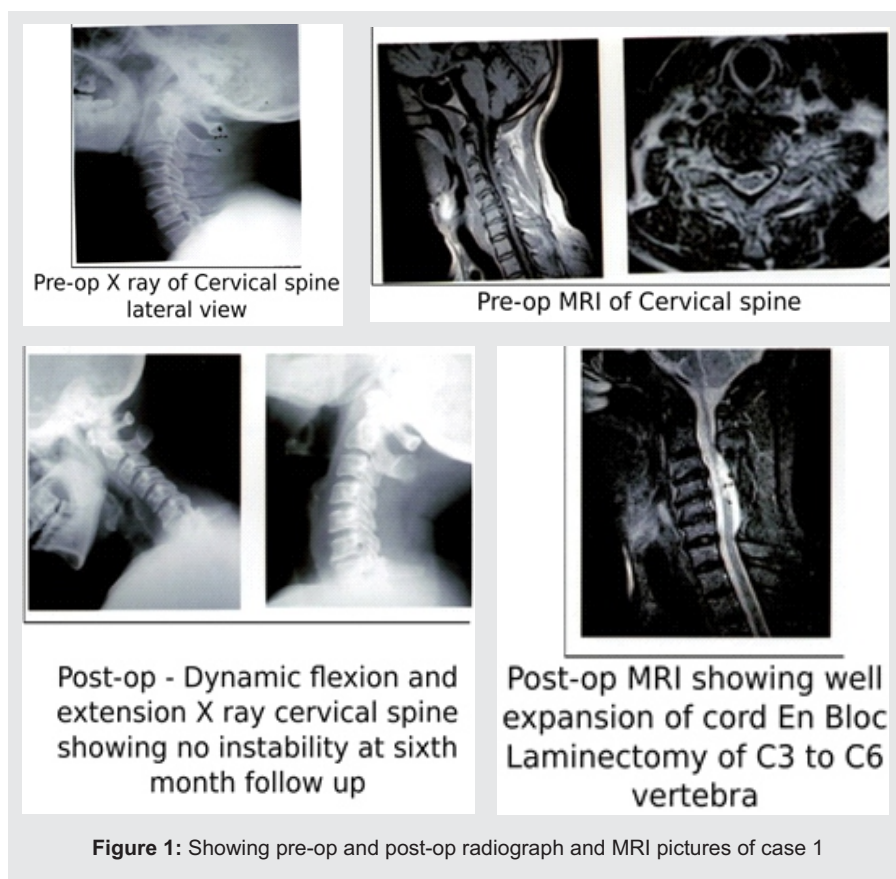 Pre-op X ray of Cervical spine
lateral view
Pre-op MRI of Cervical spine
Post-op - Dynamic flexion and
extension X ray cervical spine
showing no instability at sixth
month follow up
Post-op MRI showing well
expansion of cord En Bloc
Laminectomy of C3 to C6
vertebra
Figure 1: Showing pre-op and post-op radiograph and MRI pictures of case 1